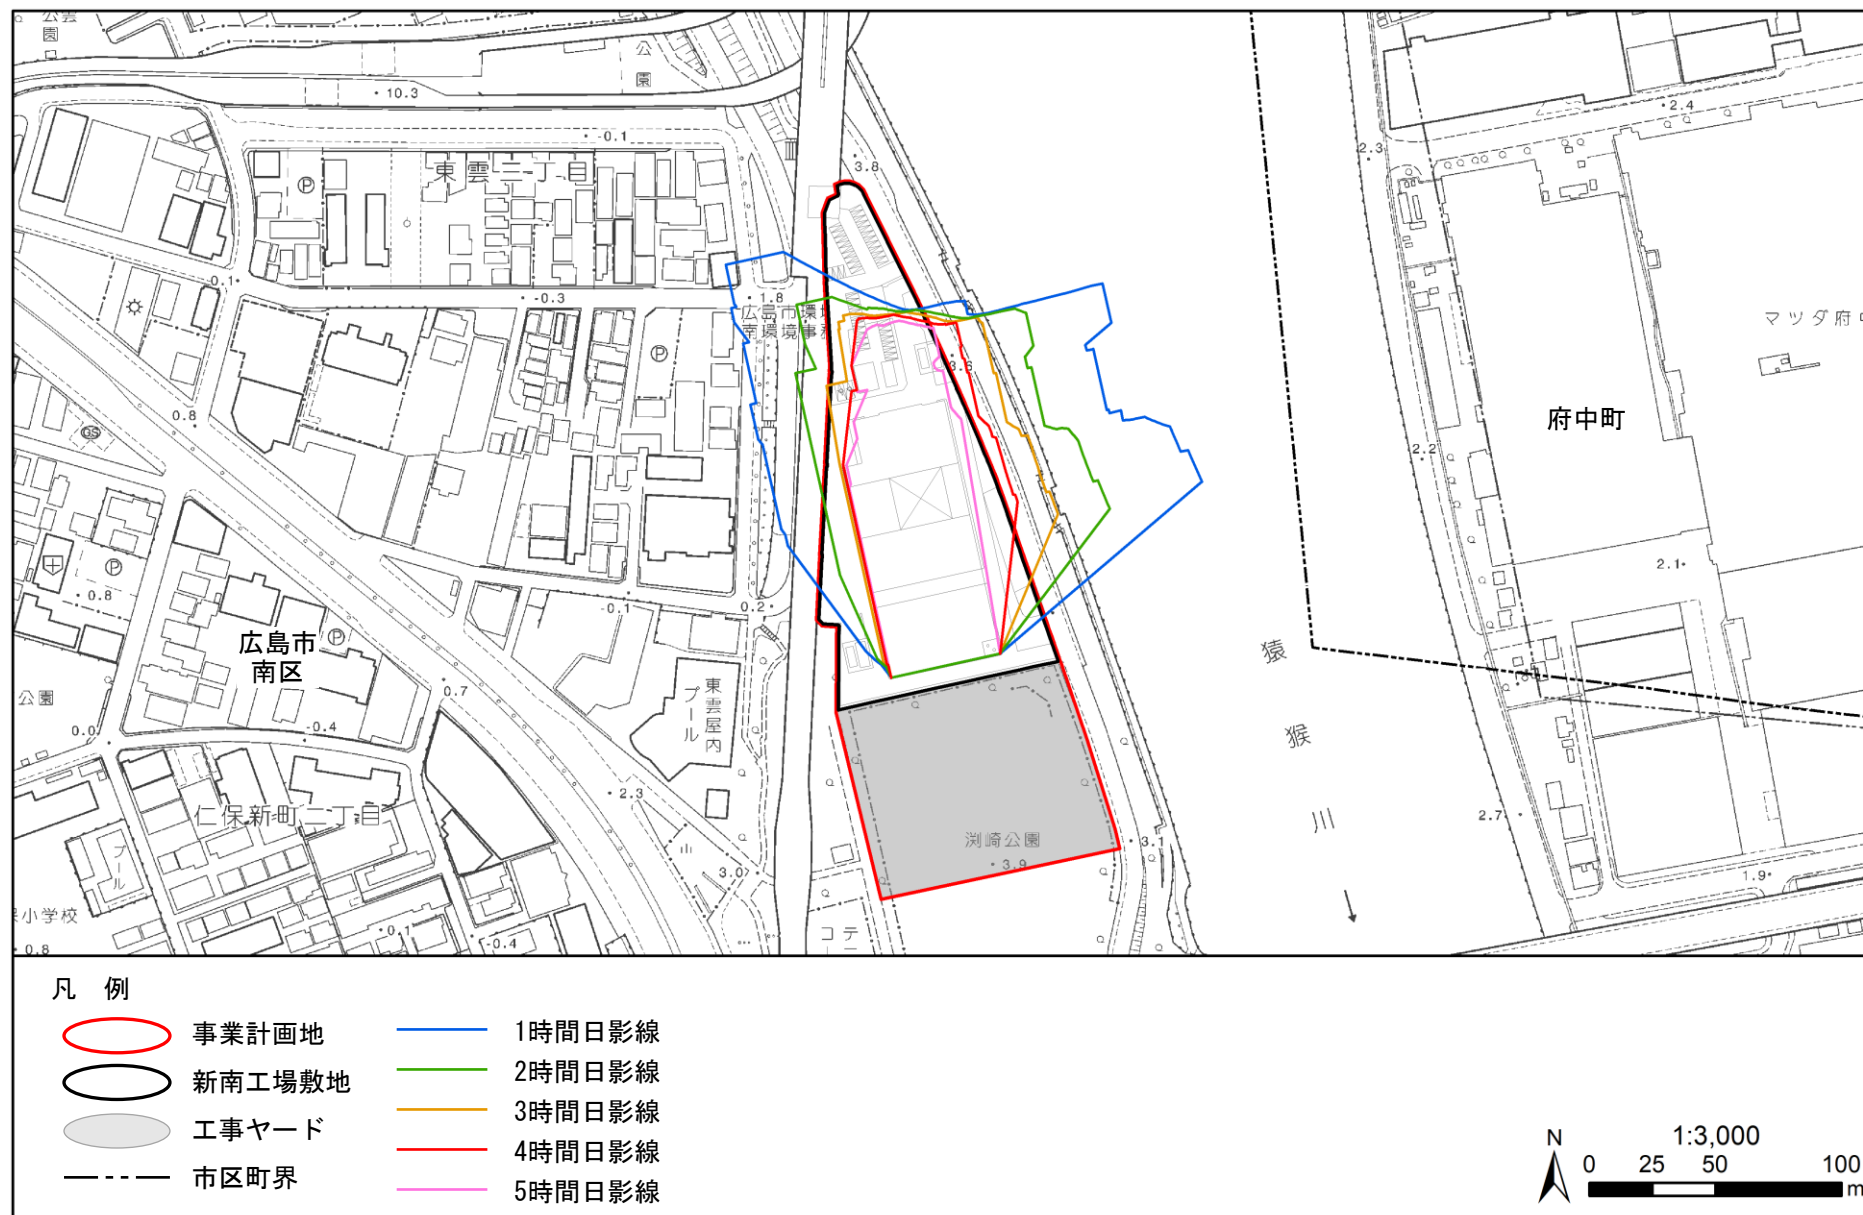 公雲
園
公
園
10.3
-0.1
東雲二丁目
3.8
2.3
2.4
P
-0.1
-0.3
1.8
広島市環境
南環境事務
マツダ府中
P
3.6
0.8
GS
府中町
2.2
P
0.8
-0.1
0.2
2.1
広島市
南区
P
猿
猴
川
公園
0.7
東雲屋内
プール
0.0
-0.4
2.3
2.7
仁保新町二丁目
プール
渕崎公園
3.9
3.1
3.0
1.9
小学校
0.8
-0.1
-0.4
コテ
凡 例
事業計画地
新南工場敷地
工事ヤード
市区町界
1時間日影線
2時間日影線
3時間日影線
4時間日影線
5時間日影線
N
1:3,000
0 25 50 100
m